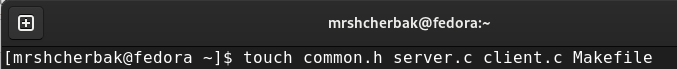 mrshcherbak@fedora:~
[mrshcherbak@fedora ~]$ touch common.h server.c client.c Makefile